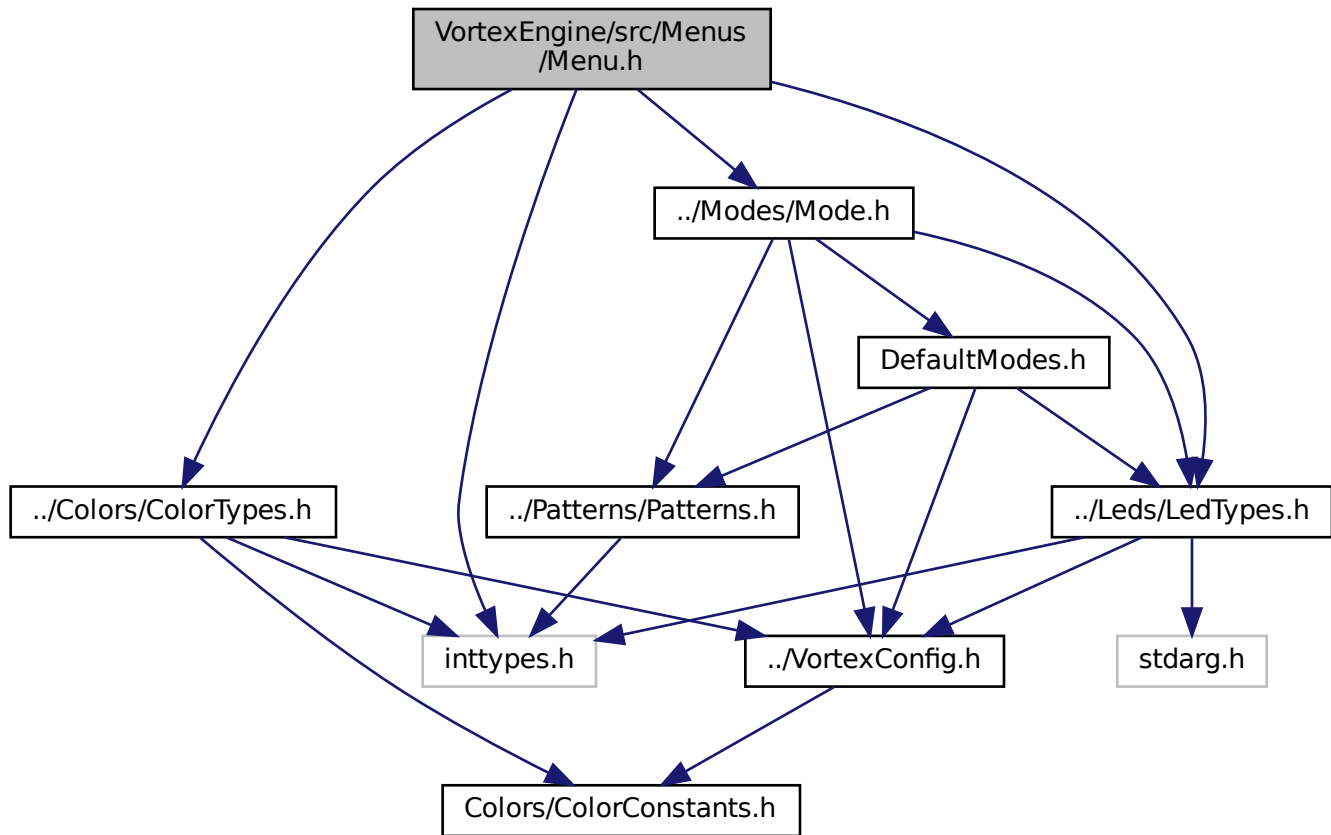 VortexEngine/src/Menus
/Menu.h
../Modes/Mode.h
DefaultModes.h
../Colors/ColorTypes.h
../Patterns/Patterns.h
../Leds/LedTypes.h
inttypes.h
../VortexConfig.h
stdarg.h
Colors/ColorConstants.h